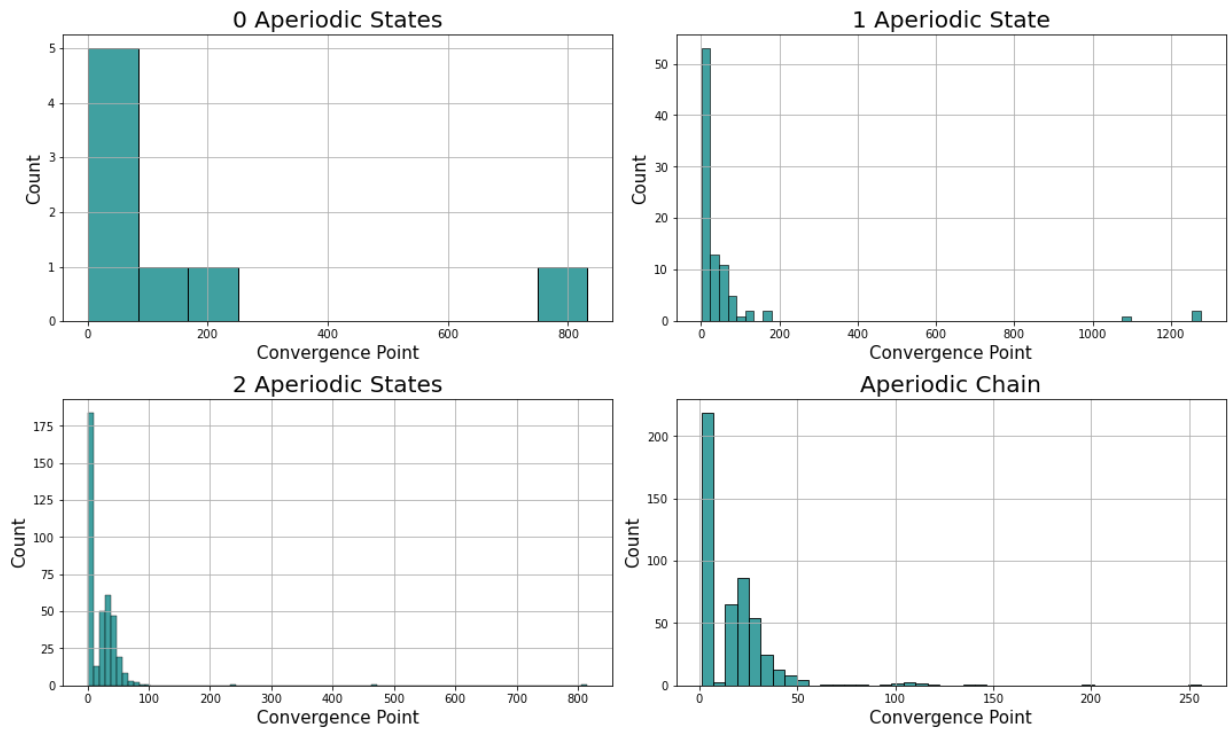 0 Aperiodic States
5
4
3
2
1
0
Count
0 200 400 600 800
Convergence Point
1 Aperiodic State
50
40
30
20
10
0
Count
0 200 400 600 800 1000 1200
Convergence Point
2 Aperiodic States
175
150
125
100
75
50
25
0
Count
0 100 200 300 400 500 600 700 800
Convergence Point
Aperiodic Chain
200
150
100
50
0
Count
0 50 100 150 200 250
Convergence Point